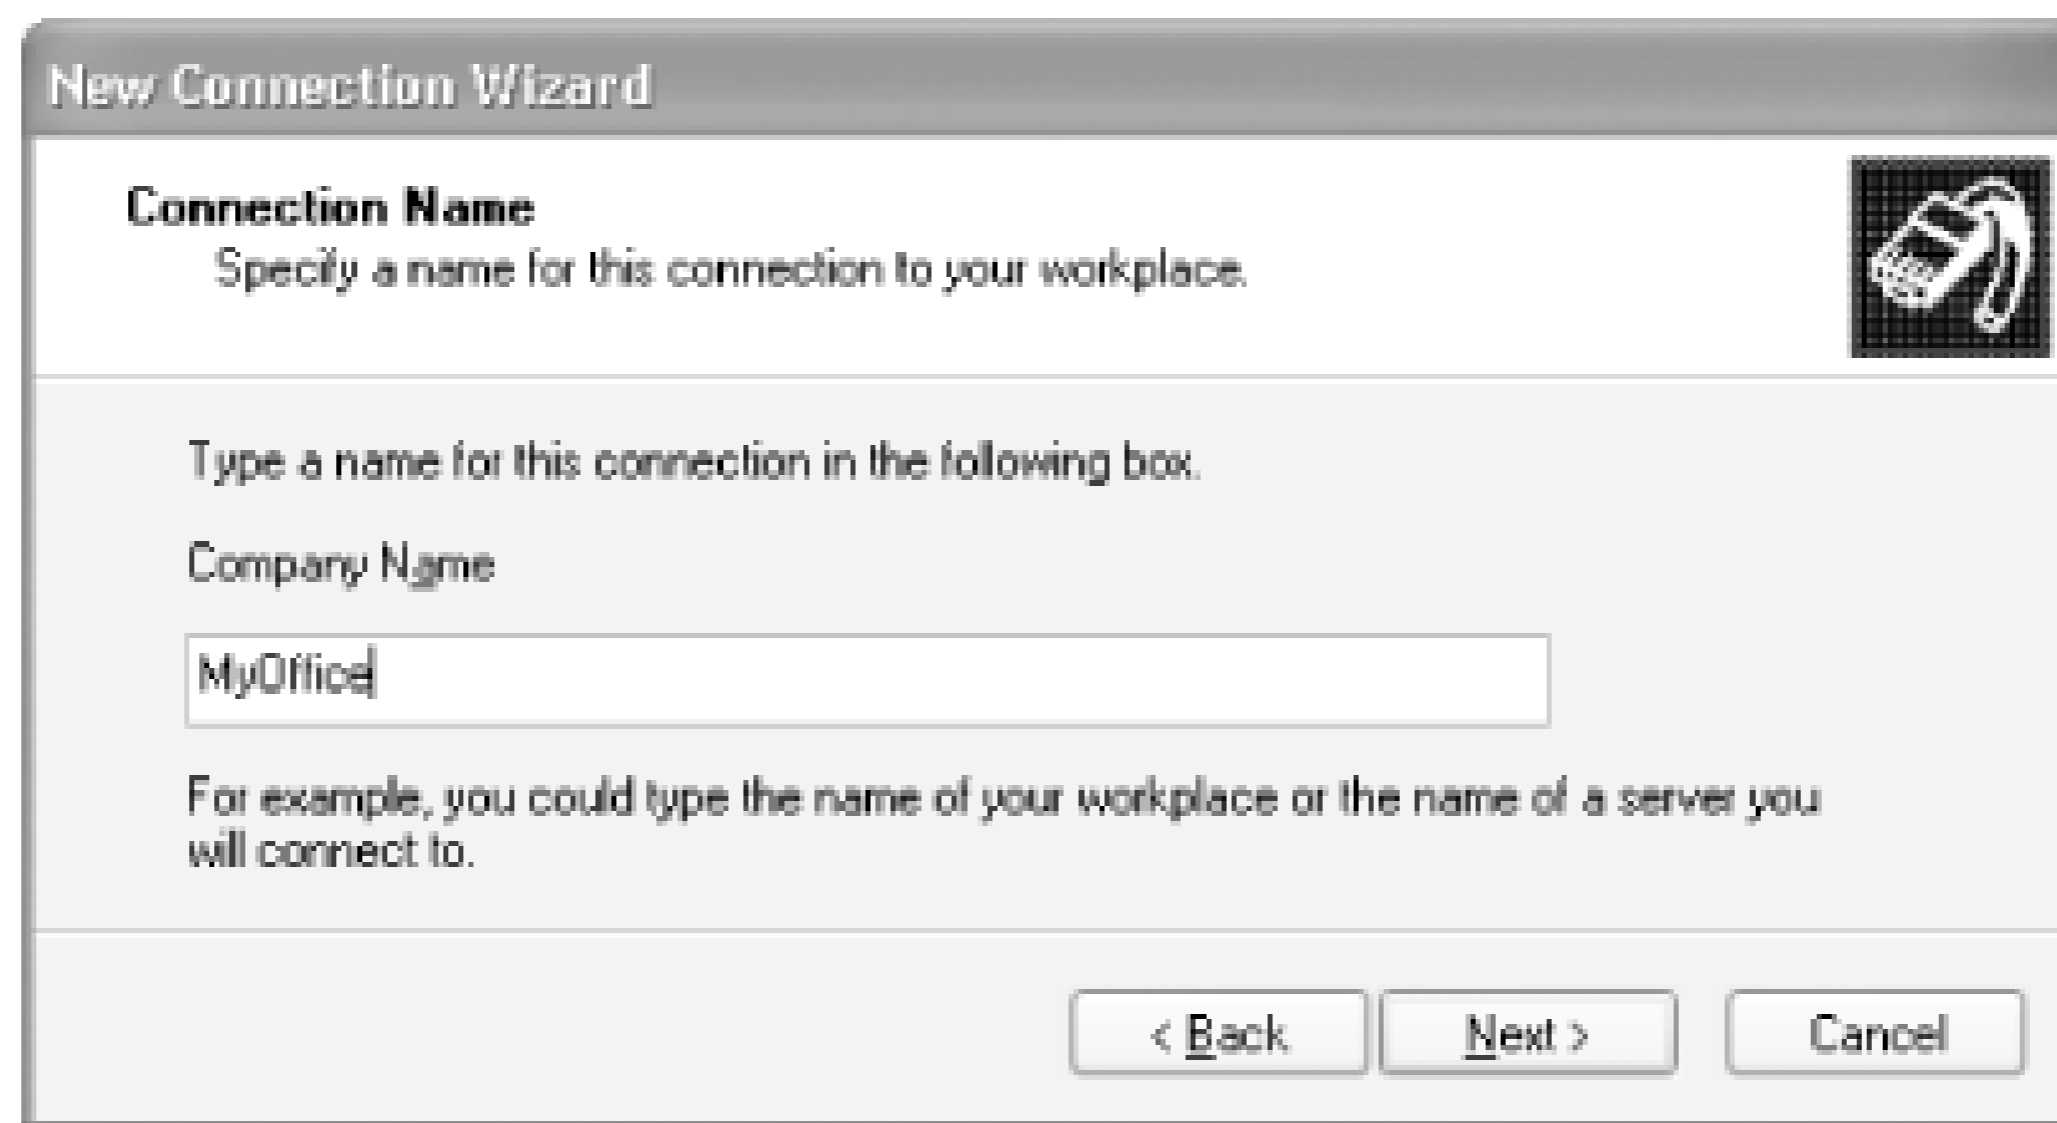 New Connection Wizard
Connection Name
Specify a name for this connection to your workplace.
Type a name for this connection in the following box.
Company Name
MyOffice
For example, you could type the name of your workplace or the name of a server you
will connect to.
< Back
Next >
Cancel